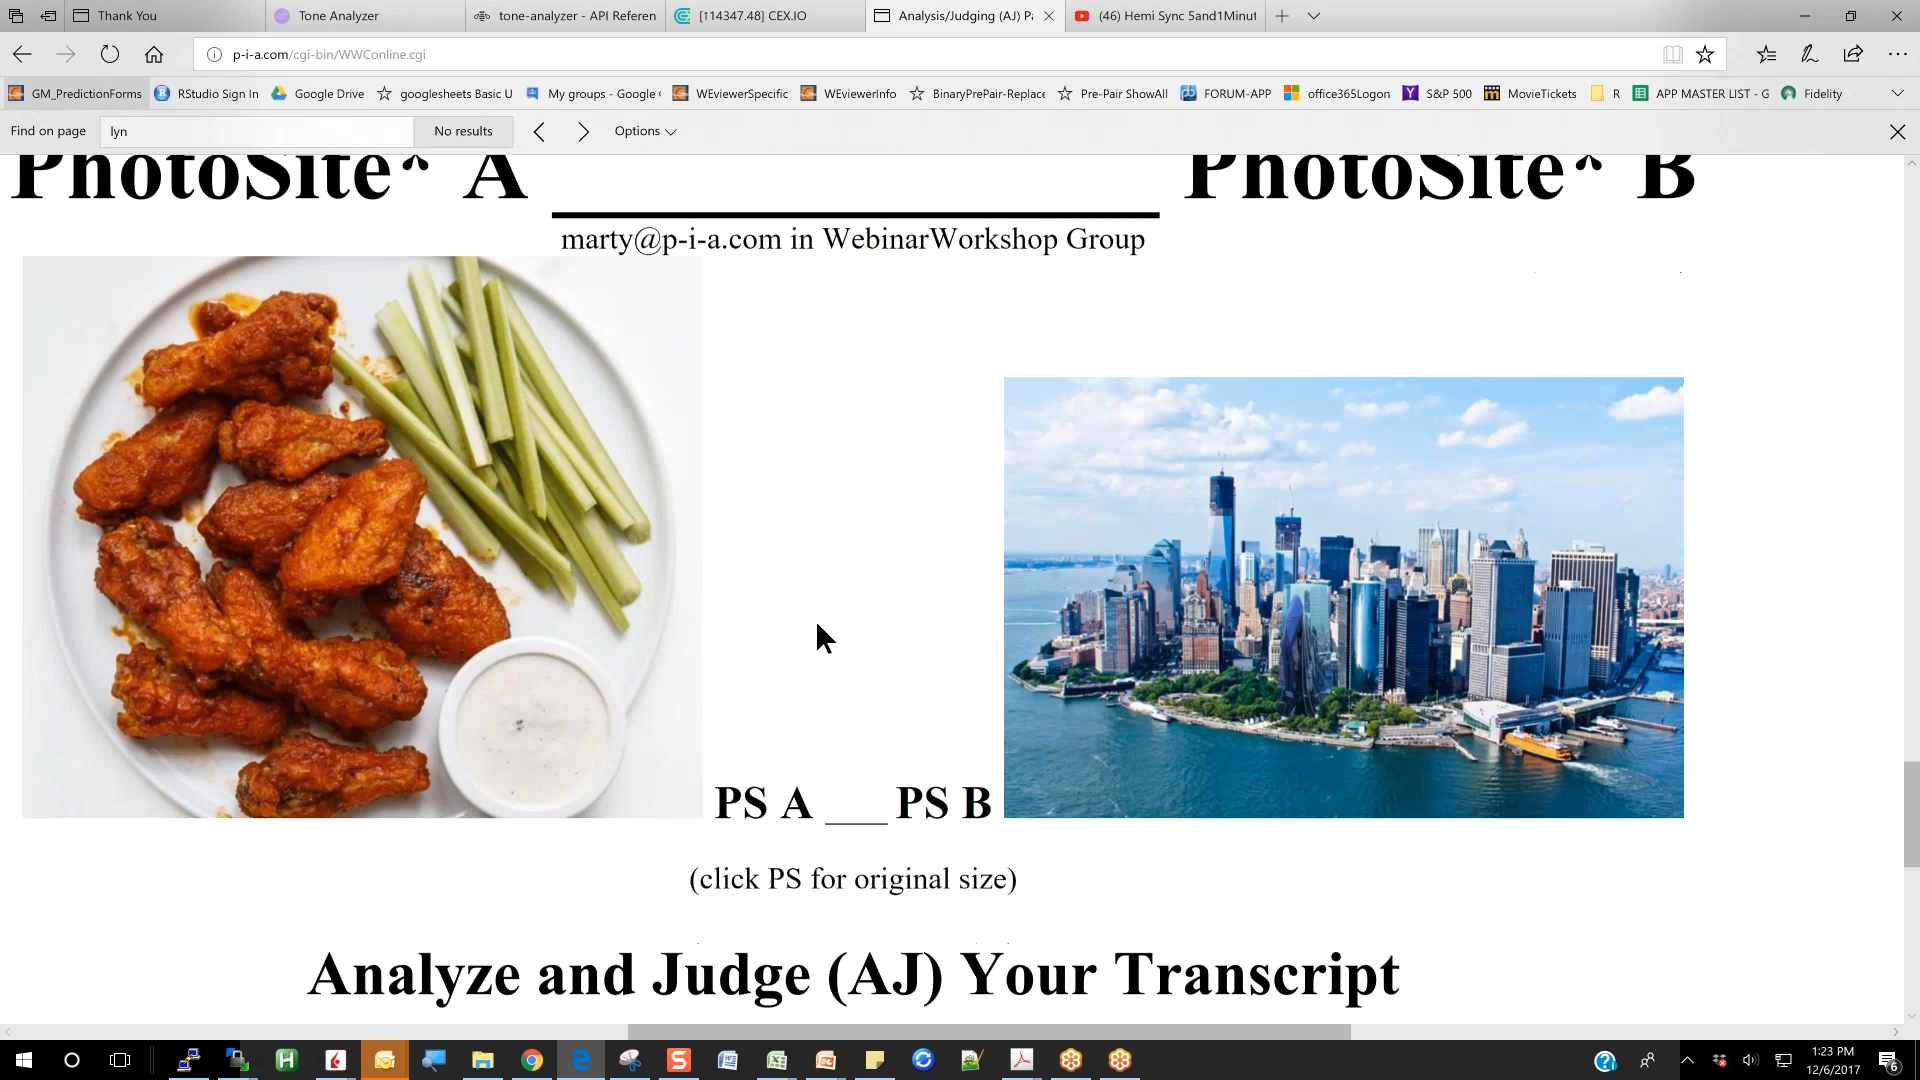 Thank You
Tone Analyzer
tone-analyzer - API Referen
[↑14347.48] CEX.IO
Analysis/Judging (AJ) Pa
(46) Hemi Sync 5and1Minut
p-i-a.com/cgi-bin/WWConline.cgi
GM_PredictionForms
RStudio Sign In
Google Drive
googlesheets Basic U
My groups - Google
WEviewerSpecific
WEviewerInfo
BinaryPrePair-Replace
Pre-Pair ShowAll
FORUM-APP
office365Logon
S&P 500
MovieTickets
R
APP MASTER LIST - G
Fidelity
Find on page
lyn
No results
Options
PhotoSite* A
PhotoSite* B
marty@p-i-a.com in WebinarWorkshop Group
PS A ___ PS B
(click PS for original size)
Analyze and Judge (AJ) Your Transcript
1:23 PM
12/6/2017
6